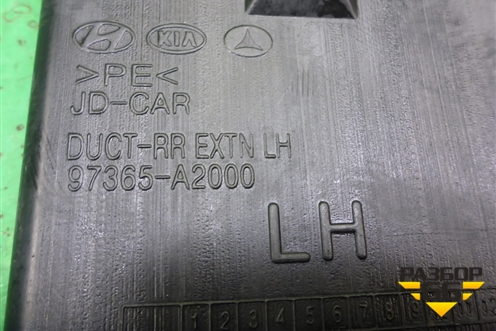 KIA
>PE<
JD-CAR
DUCT-RR EXTN LH
97365-A2000
LH
1 2 3 4 5 6 7 8 9
РАЗБОР
66